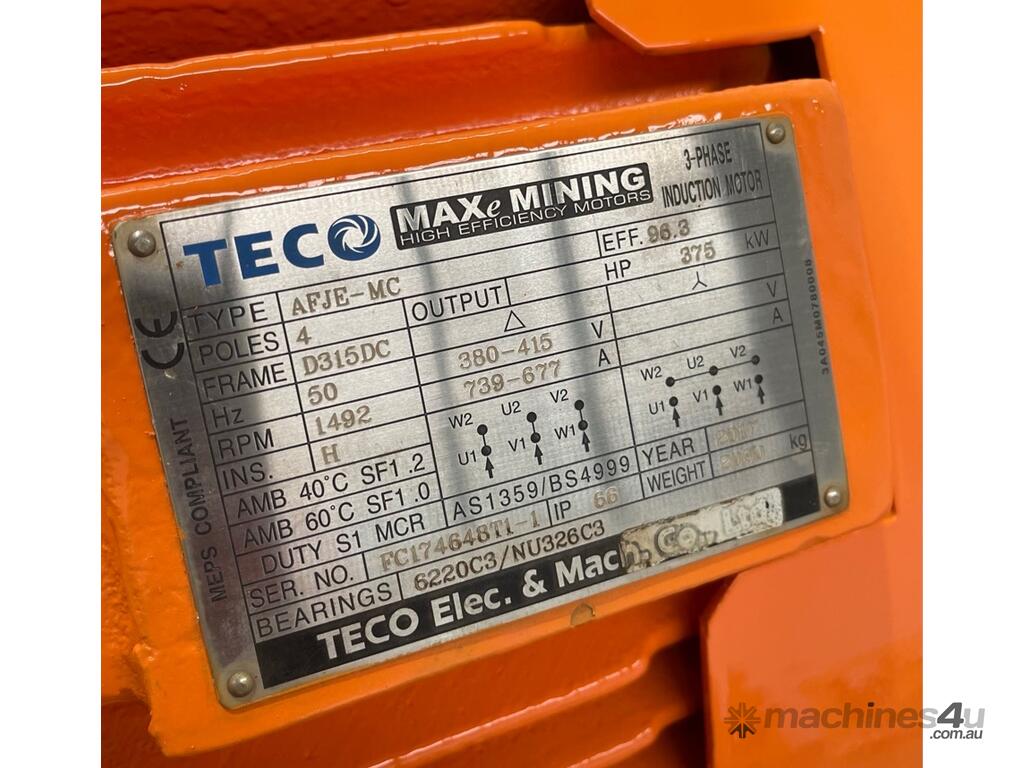 TECO MAXe MINING 3-PHASE
HIGH EFFICIENCY MOTORS INDUCTION MOTOR
TYPE AFJE-MC EFF. 96.3
POLES 4 OUTPUT HP 375 kW
FRAME D315DC △ 人
Hz 50 380-415 V V
RPM 1492 739-677 A A
INS. H
W2 U2 V2 W2 U2 V2
U1 V1 W1 U1 V1 W1
AMB 40°C SF1.2
AMB 60°C SF1.0
DUTY S1 MCR AS1359/BS4999 YEAR 2017
SER. NO. FC174648T1-1 IP 66 WEIGHT kg
BEARINGS 6220C3/NU326C3
TECO Elec. & Mach. Co., Ltd.
CE
MEPS COMPLIANT
3A045M0780008
machines4u
.com.au